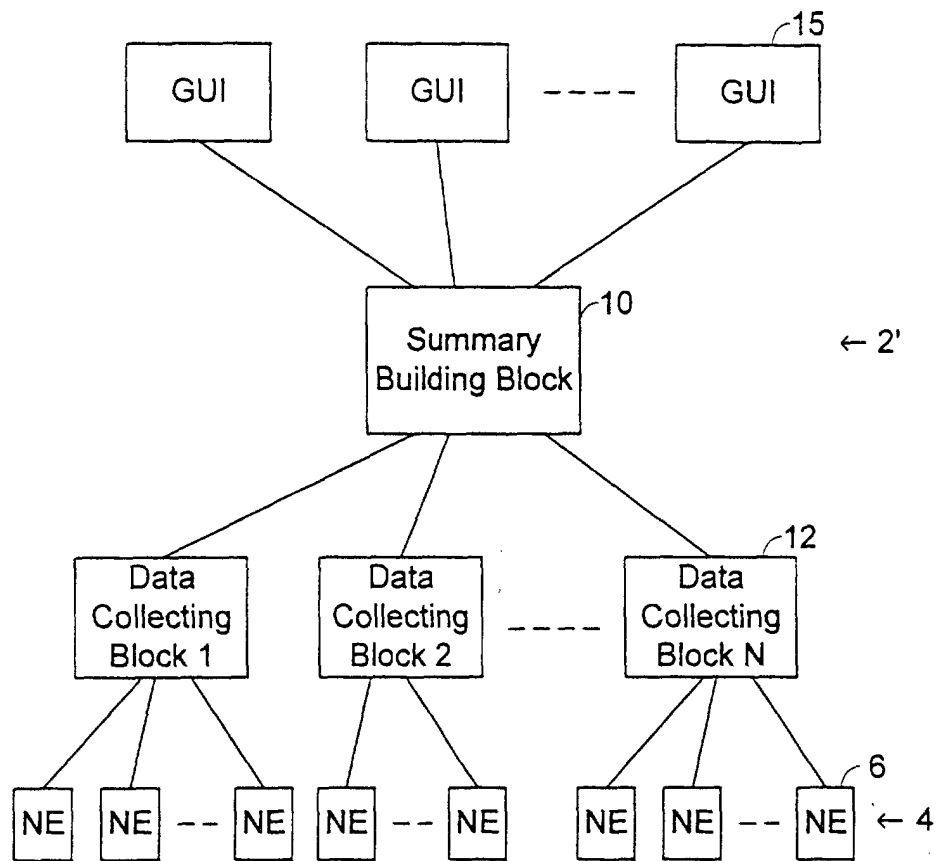 15
GUI GUI ---- GUI
10
Summary
Building Block
← 2'
12
Data
Collecting
Block 1
Data
Collecting
Block 2
----
Data
Collecting
Block N
6
NE NE -- NE NE -- NE NE NE -- NE
← 4